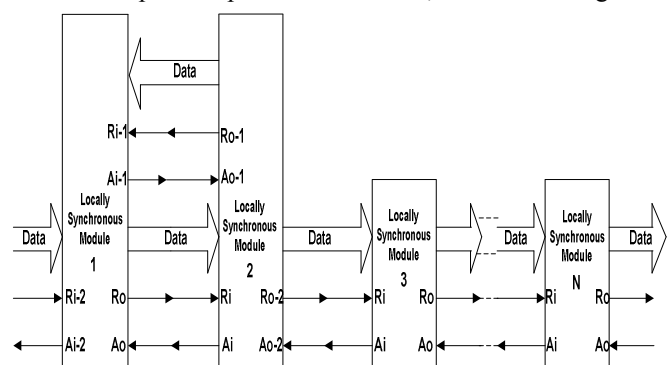 Data
Ri-1 Ro-1
Ai-1 Ao-1
Locally
Synchronous
Module
1
Locally
Synchronous
Module
2
Locally
Synchronous
Module
3
Locally
Synchronous
Module
N
Data Data Data Data Data
Ri-2 Ro Ri Ro-2 Ri Ro Ri Ro
Ai-2 Ao Ai Ao-2 Ai Ao Ai Ao